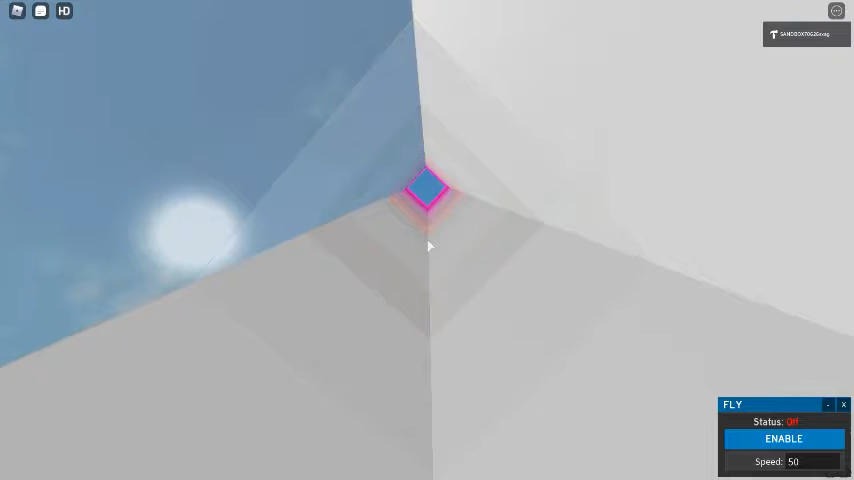 HD
FLY
- X
Status: Off
ENABLE
Speed: 50